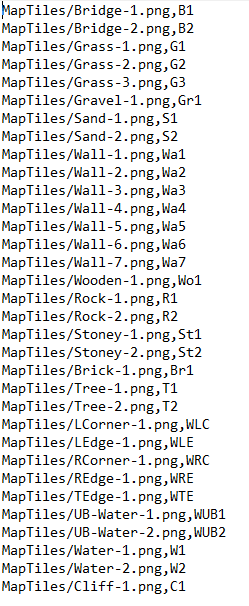 MapTiles/Bridge-1.png,B1
MapTiles/Bridge-2.png,B2
MapTiles/Grass-1.png,G1
MapTiles/Grass-2.png,G2
MapTiles/Grass-3.png,G3
MapTiles/Gravel-1.png,Gr1
MapTiles/Sand-1.png,S1
MapTiles/Sand-2.png,S2
MapTiles/Wall-1.png,Wa1
MapTiles/Wall-2.png,Wa2
MapTiles/Wall-3.png,Wa3
MapTiles/Wall-4.png,Wa4
MapTiles/Wall-5.png,Wa5
MapTiles/Wall-6.png,Wa6
MapTiles/Wall-7.png,Wa7
MapTiles/Wooden-1.png,Wo1
MapTiles/Rock-1.png,R1
MapTiles/Rock-2.png,R2
MapTiles/Stoney-1.png,St1
MapTiles/Stoney-2.png,St2
MapTiles/Brick-1.png,Br1
MapTiles/Tree-1.png,T1
MapTiles/Tree-2.png,T2
MapTiles/LCorner-1.png,WLC
MapTiles/LEdge-1.png,WLE
MapTiles/RCorner-1.png,WRC
MapTiles/REdge-1.png,WRE
MapTiles/TEdge-1.png,WTE
MapTiles/UB-Water-1.png,WUB1
MapTiles/UB-Water-2.png,WUB2
MapTiles/Water-1.png,W1
MapTiles/Water-2.png,W2
MapTiles/Cliff-1.png,C1